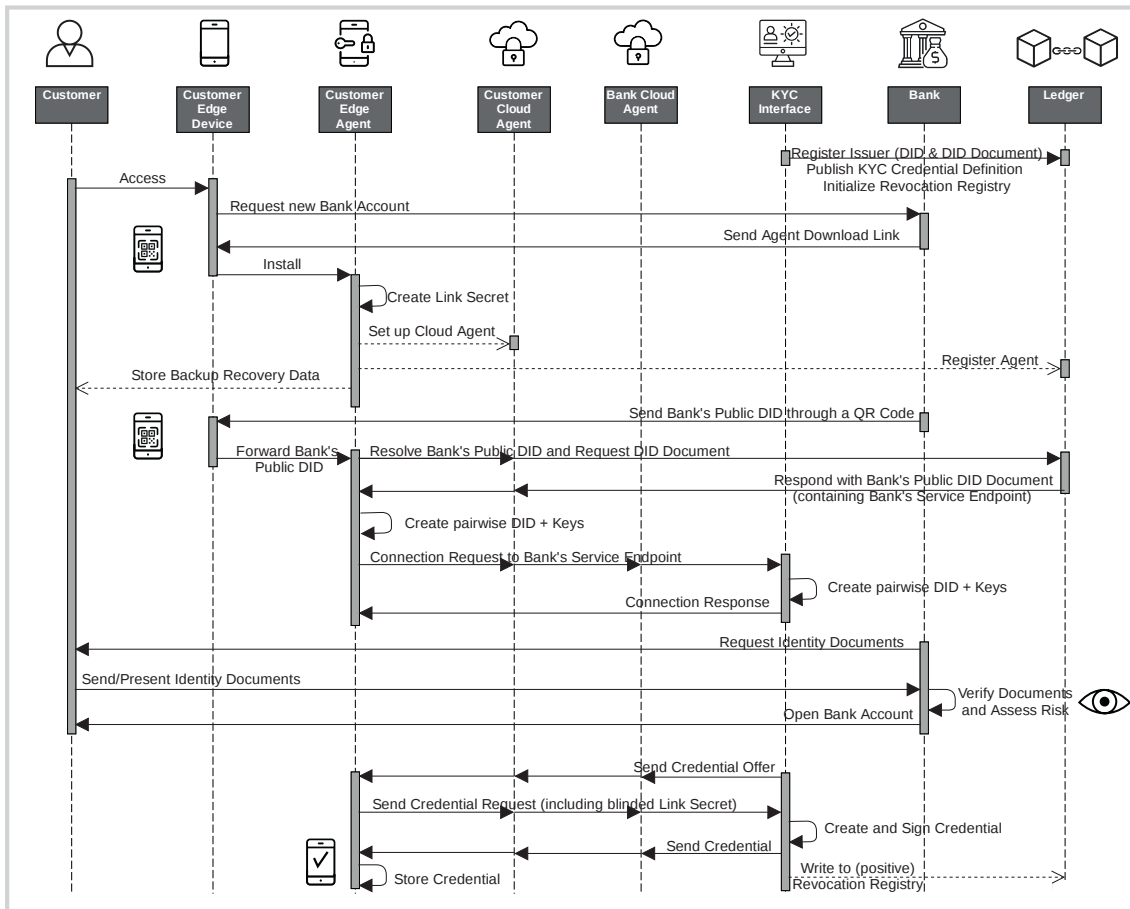 Customer
Customer
Edge
Device
Customer
Edge
Agent
Customer
Cloud
Agent
Bank Cloud
Agent
KYC
Interface
Bank
Ledger
$
Register Issuer (DID & DID Document)
Publish KYC Credential Definition
Initialize Revocation Registry
Access
Request new Bank Account
Send Agent Download Link
Install
Create Link Secret
Set up Cloud Agent
Register Agent
Store Backup Recovery Data
Send Bank's Public DID through a QR Code
Forward Bank's
Public DID
Resolve Bank's Public DID and Request DID Document
Respond with Bank's Public DID Document
(containing Bank's Service Endpoint)
Create pairwise DID + Keys
Connection Request to Bank's Service Endpoint
Create pairwise DID + Keys
Connection Response
Request Identity Documents
Send/Present Identity Documents
Verify Documents
and Assess Risk
Open Bank Account
Send Credential Offer
Send Credential Request (including blinded Link Secret)
Create and Sign Credential
Send Credential
Write to (positive)
Revocation Registry
Store Credential